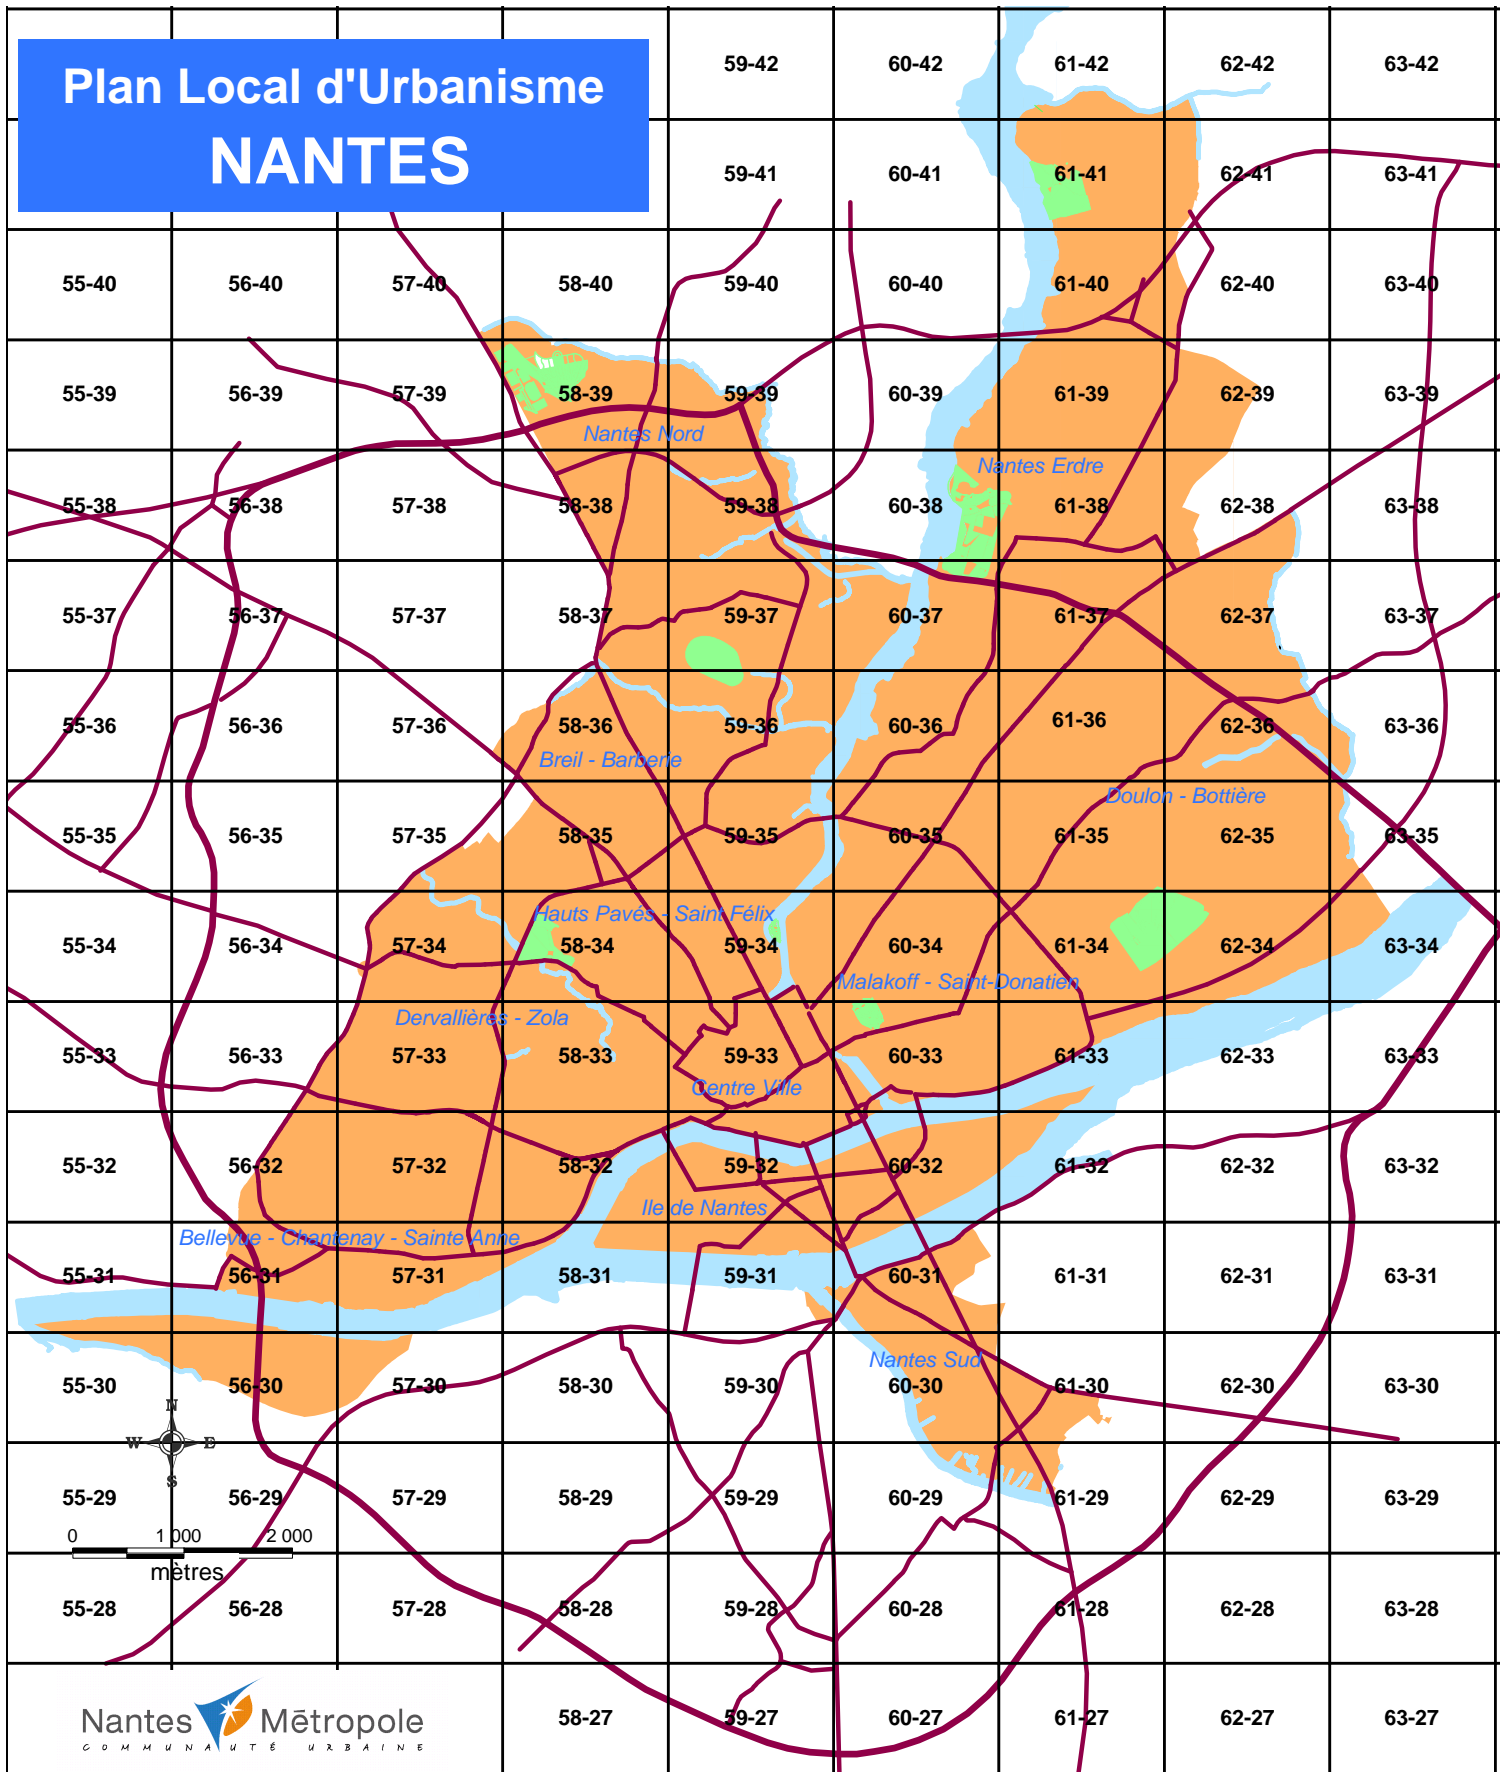 Plan Local d'Urbanisme
NANTES
59-42 60-42 61-42 62-42 63-42
59-41 60-41 61-41 62-41 63-41
55-40 56-40 57-40 58-40 59-40 60-40 61-40 62-40 63-40
55-39 56-39 57-39 58-39 59-39 60-39 61-39 62-39 63-39
Nantes Nord
Nantes Erdre
55-38 56-38 57-38 58-38 59-38 60-38 61-38 62-38 63-38
55-37 56-37 57-37 58-37 59-37 60-37 61-37 62-37 63-37
55-36 56-36 57-36 58-36 59-36 60-36 61-36 62-36 63-36
Breil - Barberie
Doulon - Bottière
55-35 56-35 57-35 58-35 59-35 60-35 61-35 62-35 63-35
Hauts Pavés - Saint Félix
55-34 56-34 57-34 58-34 59-34 60-34 61-34 62-34 63-34
Malakoff - Saint-Donatien
Dervallières - Zola
55-33 56-33 57-33 58-33 59-33 60-33 61-33 62-33 63-33
Centre Ville
55-32 56-32 57-32 58-32 59-32 60-32 61-32 62-32 63-32
Ile de Nantes
Bellevue - Chantenay - Sainte Anne
55-31 56-31 57-31 58-31 59-31 60-31 61-31 62-31 63-31
Nantes Sud
55-30 56-30 57-30 58-30 59-30 60-30 61-30 62-30 63-30
N
W E
S
55-29 56-29 57-29 58-29 59-29 60-29 61-29 62-29 63-29
0 1 000 2 000
mètres
55-28 56-28 57-28 58-28 59-28 60-28 61-28 62-28 63-28
58-27 59-27 60-27 61-27 62-27 63-27
Nantes Métropole
COMMUNAUTÉ URBAINE